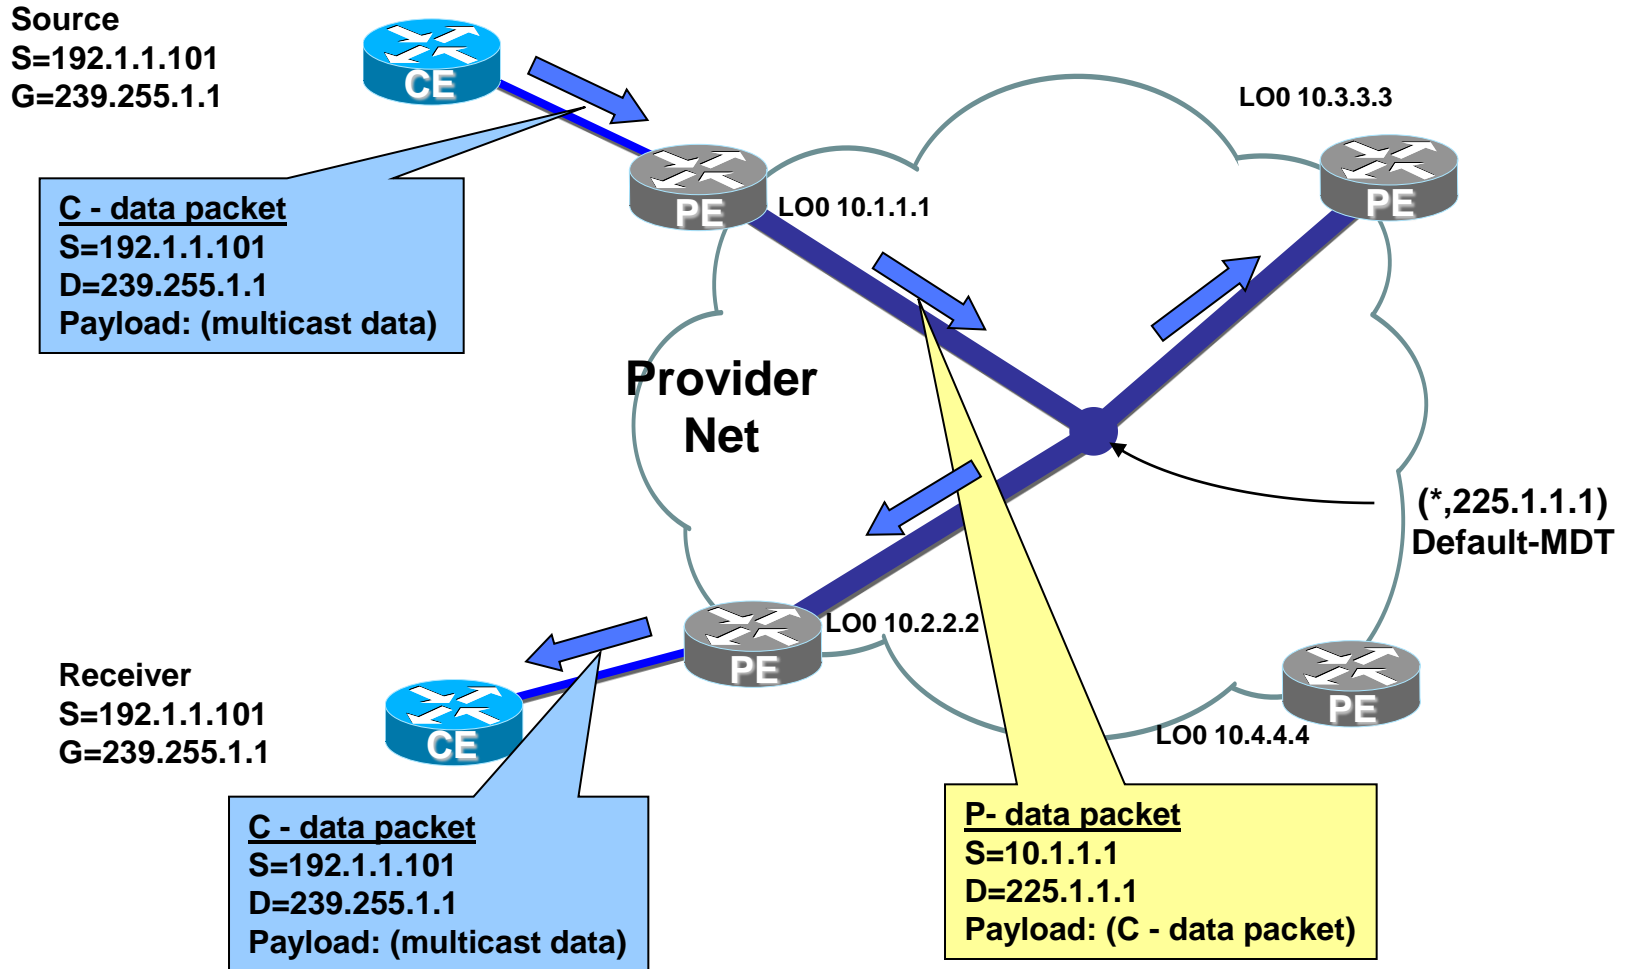 Source
S=192.1.1.101
G=239.255.1.1
CE
LO0 10.3.3.3
PE
C - data packet
S=192.1.1.101
D=239.255.1.1
Payload: (multicast data)
PE
LO0 10.1.1.1
Provider
Net
(*,225.1.1.1)
Default-MDT
LO0 10.2.2.2
PE
Receiver
S=192.1.1.101
G=239.255.1.1
CE
PE
LO0 10.4.4.4
C - data packet
S=192.1.1.101
D=239.255.1.1
Payload: (multicast data)
P- data packet
S=10.1.1.1
D=225.1.1.1
Payload: (C - data packet)